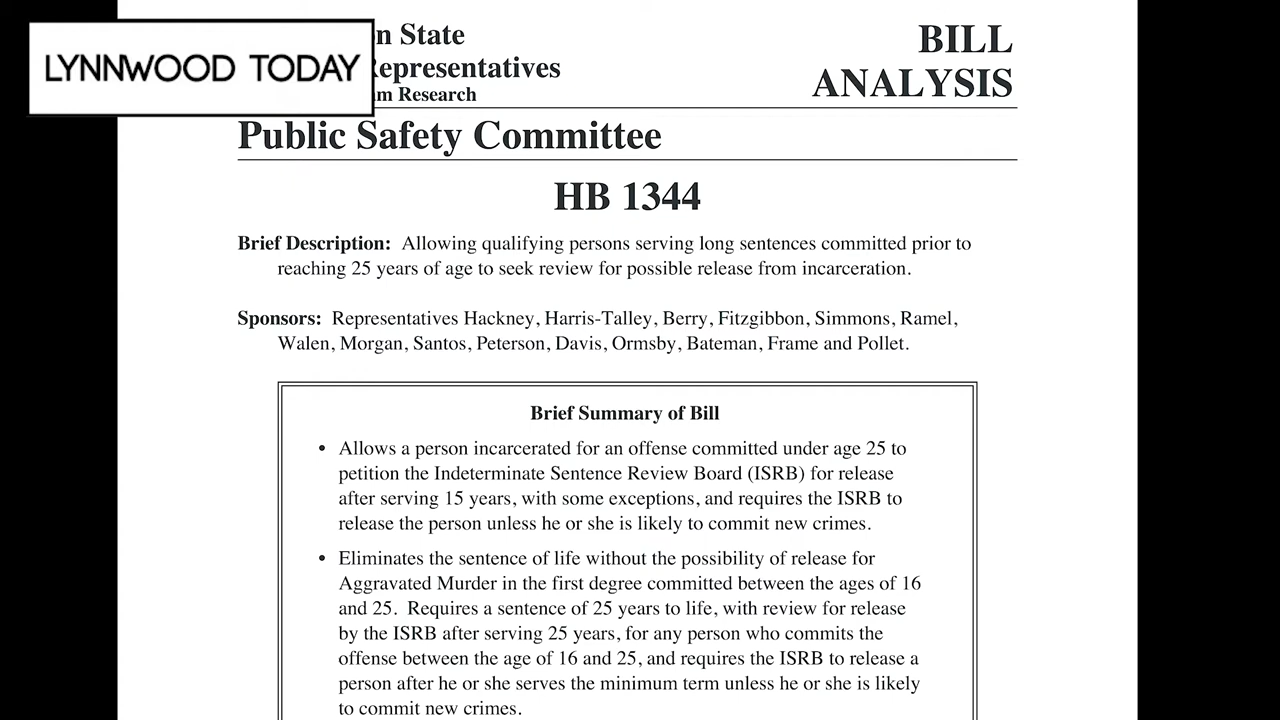 LYNNWOOD TODAY
on State
Representatives
am Research
BILL
ANALYSIS
Public Safety Committee
HB 1344
Brief Description: Allowing qualifying persons serving long sentences committed prior to
reaching 25 years of age to seek review for possible release from incarceration.
Sponsors: Representatives Hackney, Harris-Talley, Berry, Fitzgibbon, Simmons, Ramel,
Walen, Morgan, Santos, Peterson, Davis, Ormsby, Bateman, Frame and Pollet.
Brief Summary of Bill
• Allows a person incarcerated for an offense committed under age 25 to
petition the Indeterminate Sentence Review Board (ISRB) for release
after serving 15 years, with some exceptions, and requires the ISRB to
release the person unless he or she is likely to commit new crimes.
• Eliminates the sentence of life without the possibility of release for
Aggravated Murder in the first degree committed between the ages of 16
and 25. Requires a sentence of 25 years to life, with review for release
by the ISRB after serving 25 years, for any person who commits the
offense between the age of 16 and 25, and requires the ISRB to release a
person after he or she serves the minimum term unless he or she is likely
to commit new crimes.